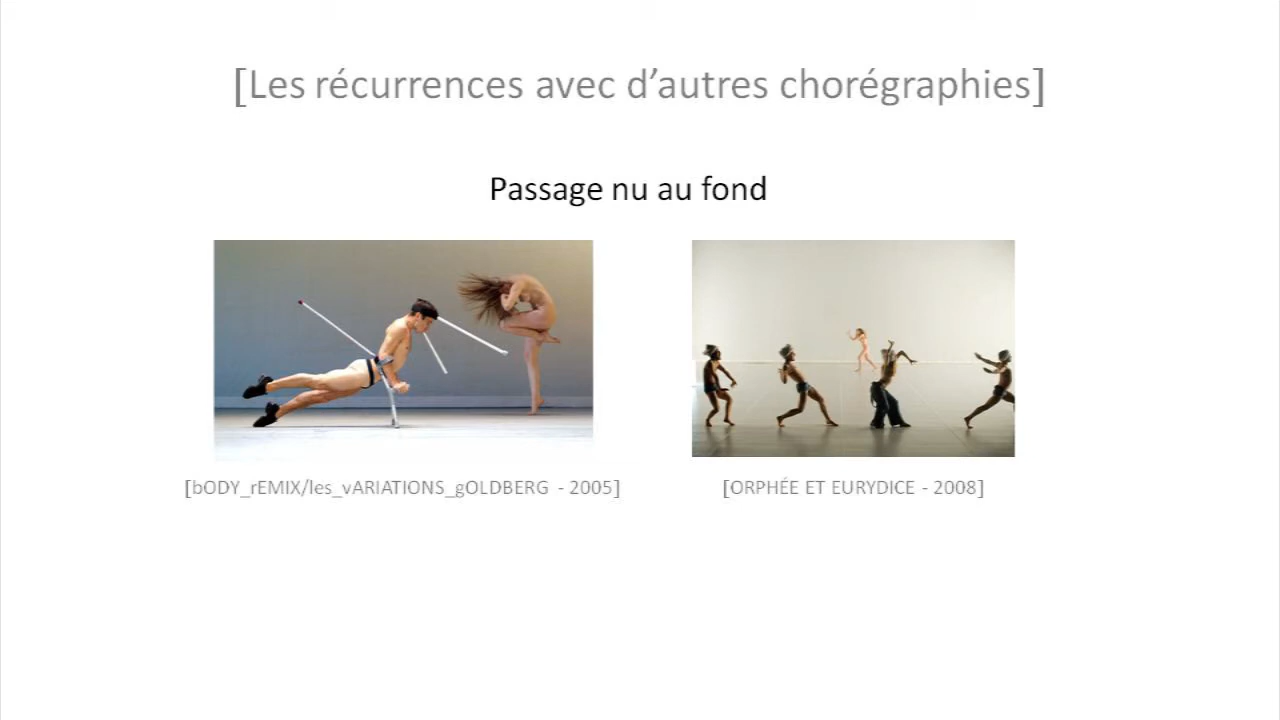 [Les récurrences avec d’autres chorégraphies]
Passage nu au fond
[bODY_rEMIX/les_vARIATIONS_gOLDBERG - 2005]
[ORPHÉE ET EURYDICE - 2008]